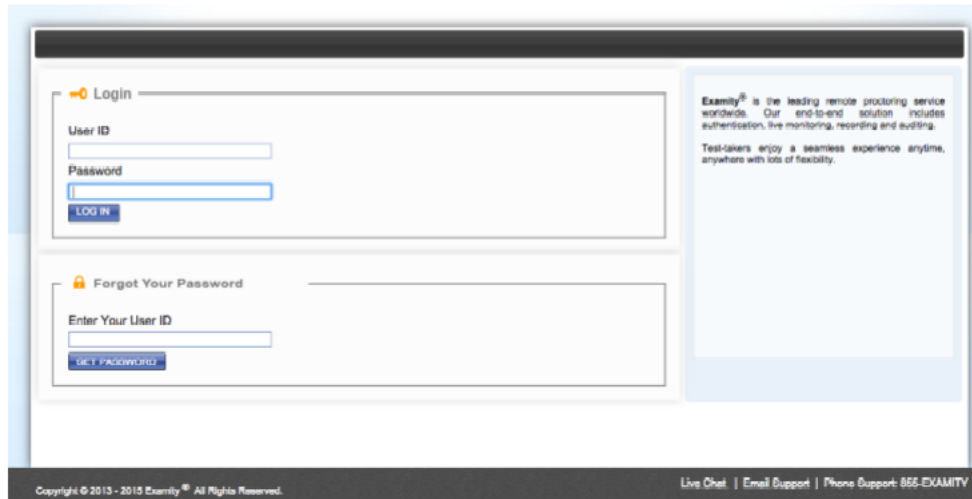 Login
User ID
Password
LOG IN
Forgot Your Password
Enter Your User ID
GET PASSWORD
Examity® is the leading remote proctoring service
worldwide. Our end-to-end solution includes
authentication, live monitoring, recording and auditing.
Test-takers enjoy a seamless experience anytime,
anywhere with lots of flexibility.
Copyright © 2013 - 2015 Examity ® All Rights Reserved.
Live Chat | Email Support | Phone Support: 855-EXAMITY